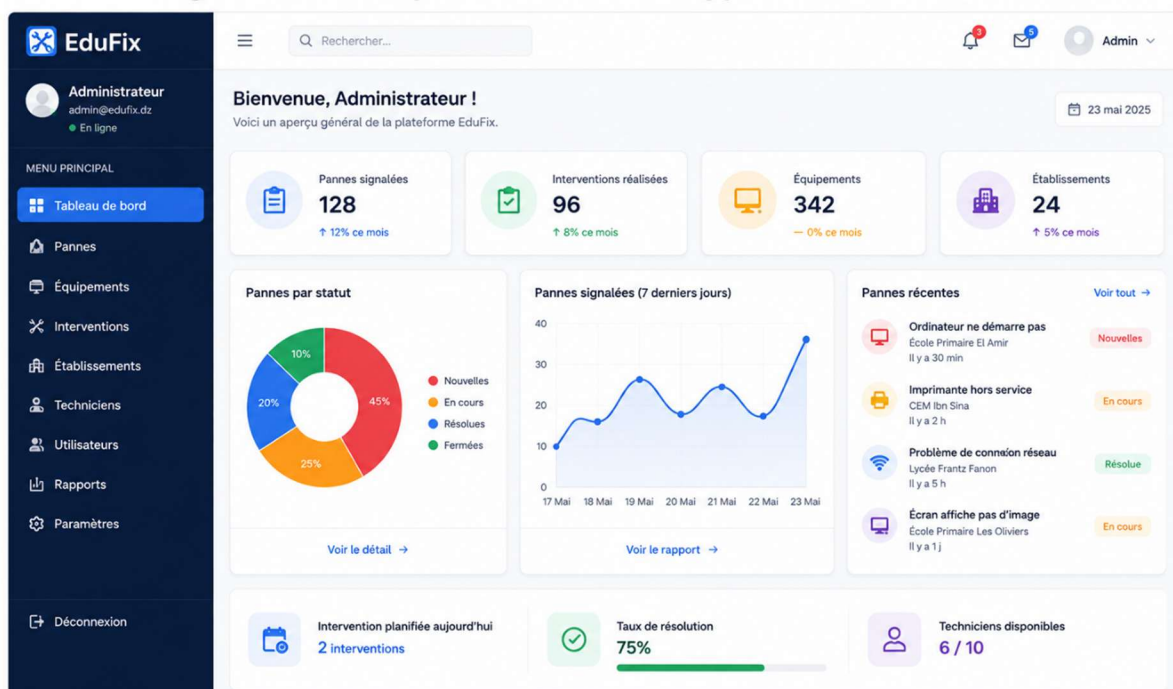 EduFix
Rechercher...
3
5
Admin
Administrateur
admin@edufix.dz
En ligne
MENU PRINCIPAL
Tableau de bord
Pannes
Équipements
Interventions
Établissements
Techniciens
Utilisateurs
Rapports
Paramètres
Déconnexion
Bienvenue, Administrateur !
Voici un aperçu général de la plateforme EduFix.
23 mai 2025
Pannes signalées
128
↑ 12% ce mois
Interventions réalisées
96
↑ 8% ce mois
Équipements
342
— 0% ce mois
Établissements
24
↑ 5% ce mois
Pannes par statut
10%
45%
20%
25%
Nouvelles
En cours
Résolues
Fermées
Voir le détail →
Pannes signalées (7 derniers jours)
40
30
20
10
0
17 Mai 18 Mai 19 Mai 20 Mai 21 Mai 22 Mai 23 Mai
Voir le rapport →
Pannes récentes
Voir tout →
Ordinateur ne démarre pas
École Primaire El Amir
Il y a 30 min
Nouvelles
Imprimante hors service
CEM Ibn Sina
Il y a 2 h
En cours
Problème de réseau
Lycée Frantz Fanon
Il y a 5 h
Résolue
Écran affiche pas d'image
École Primaire Les Oliviers
Il y a 1 j
En cours
Intervention planifiée aujourd'hui
2 interventions
Taux de résolution
75%
Techniciens disponibles
6 / 10